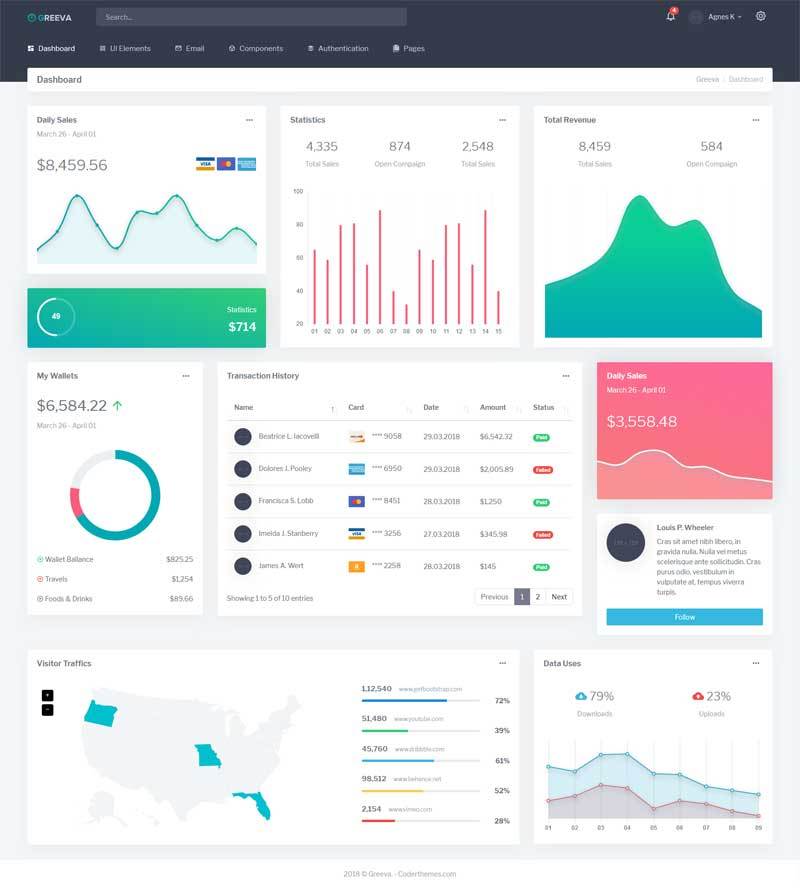 GREEVA
Search...
4
Agnes K
Dashboard
UI Elements
Email
Components
Authentication
Pages
Dashboard
Greeva / Dashboard
Daily Sales
March 26 - April 01
$8,459.56
VISA
49
Statistics
$714
Statistics
4,335
874
2,548
Total Sales
Open Compaign
Total Sales
100
80
60
40
20
01 02 03 04 05 06 07 08 09 10 11 12 13 14 15
Total Revenue
8,459
584
Total Sales
Open Compaign
My Wallets
$6,584.22
March 26 - April 01
Wallet Ballance $825.25
Travels $1,254
Foods & Drinks $89.66
Transaction History
Name Card Date Amount Status
Beatrice L. Iacovelli **** 9058 29.03.2018 $6,542.32 Paid
Dolores J. Pooley **** 6950 29.03.2018 $2,005.89 Failed
Francisca S. Lobb **** 8451 28.03.2018 $1,250 Paid
Imelda J. Stanberry VISA **** 3256 27.03.2018 $345.98 Failed
James A. Wert **** 2258 28.03.2018 $145 Paid
Showing 1 to 5 of 10 entries
Previous 1 2 Next
Daily Sales
March 26 - April 01
$3,558.48
Louis P. Wheeler
Cras sit amet nibh libero, in
gravida nulla. Nulla vel metus
scelerisque ante sollicitudin. Cras
purus odio, vestibulum in
vulputate at, tempus viverra
turpis.
Follow
Visitor Traffics
+
-
1,12,540 www.getbootstrap.com
72%
51,480 www.youtube.com
39%
45,760 www.dribbble.com
61%
98,512 www.behance.net
52%
2,154 www.vimeo.com
28%
Data Uses
79%
23%
Downloads
Uploads
01 02 03 04 05 06 07 08 09
2018 © Greeva. - Coderthemes.com